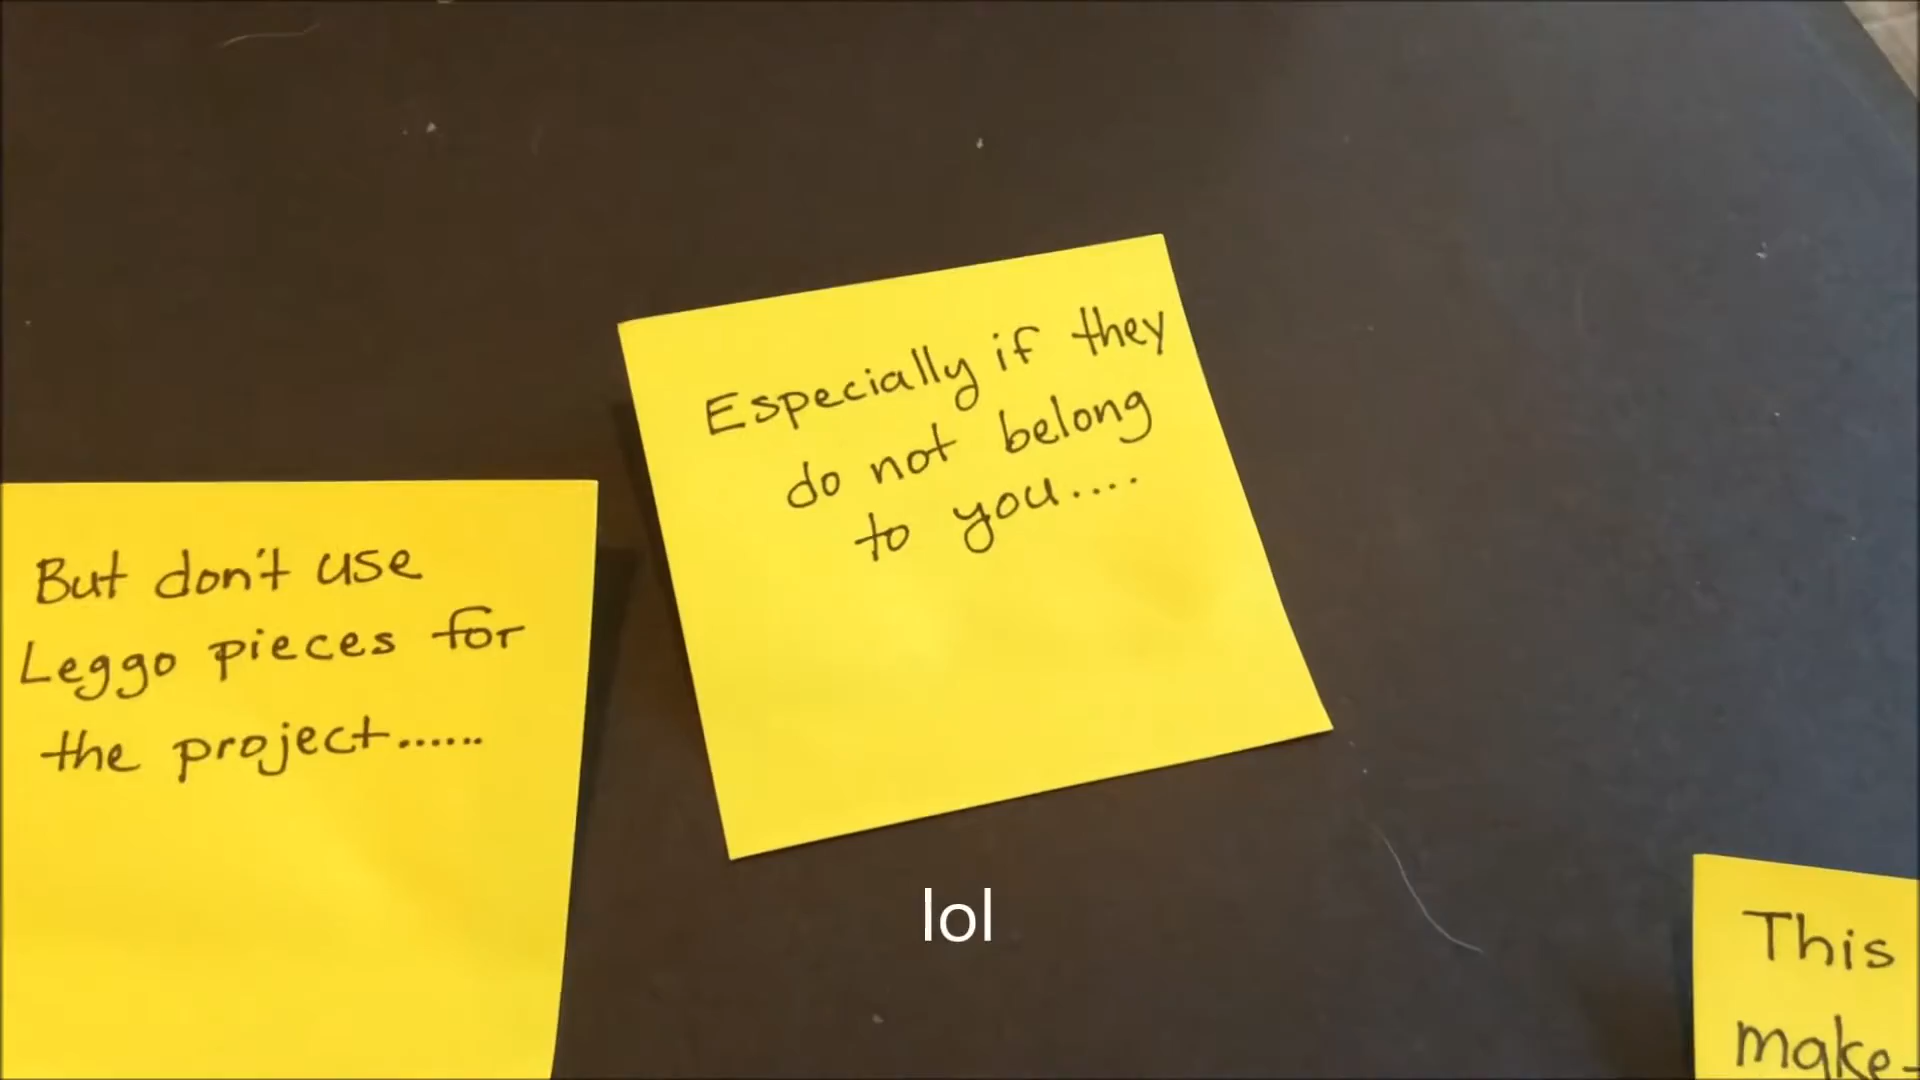 But don't use
Leggo pieces for
the project......
Especially if they
do not belong
to you....
lol
This
make